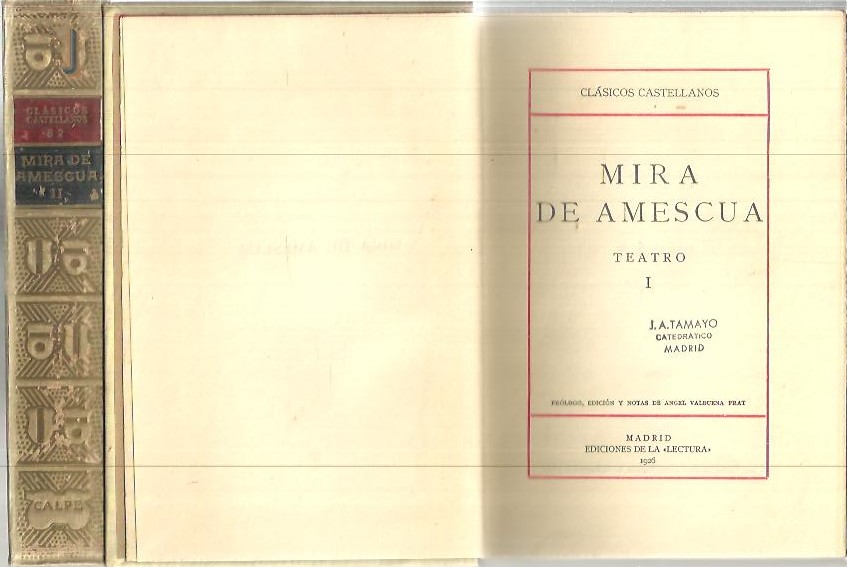 CLÁSICOS
CASTELLANOS
82
MIRA DE
AMESCUA
II
CALPE
CLÁSICOS CASTELLANOS
MIRA
DE AMESCUA
TEATRO
I
J.A.TAMAYO
CATEDRATICO
MADRID
PRÓLOGO, EDICIÓN Y NOTAS DE ANGEL VALBUENA PRAT
MADRID
EDICIONES DE LA «LECTURA»
1926